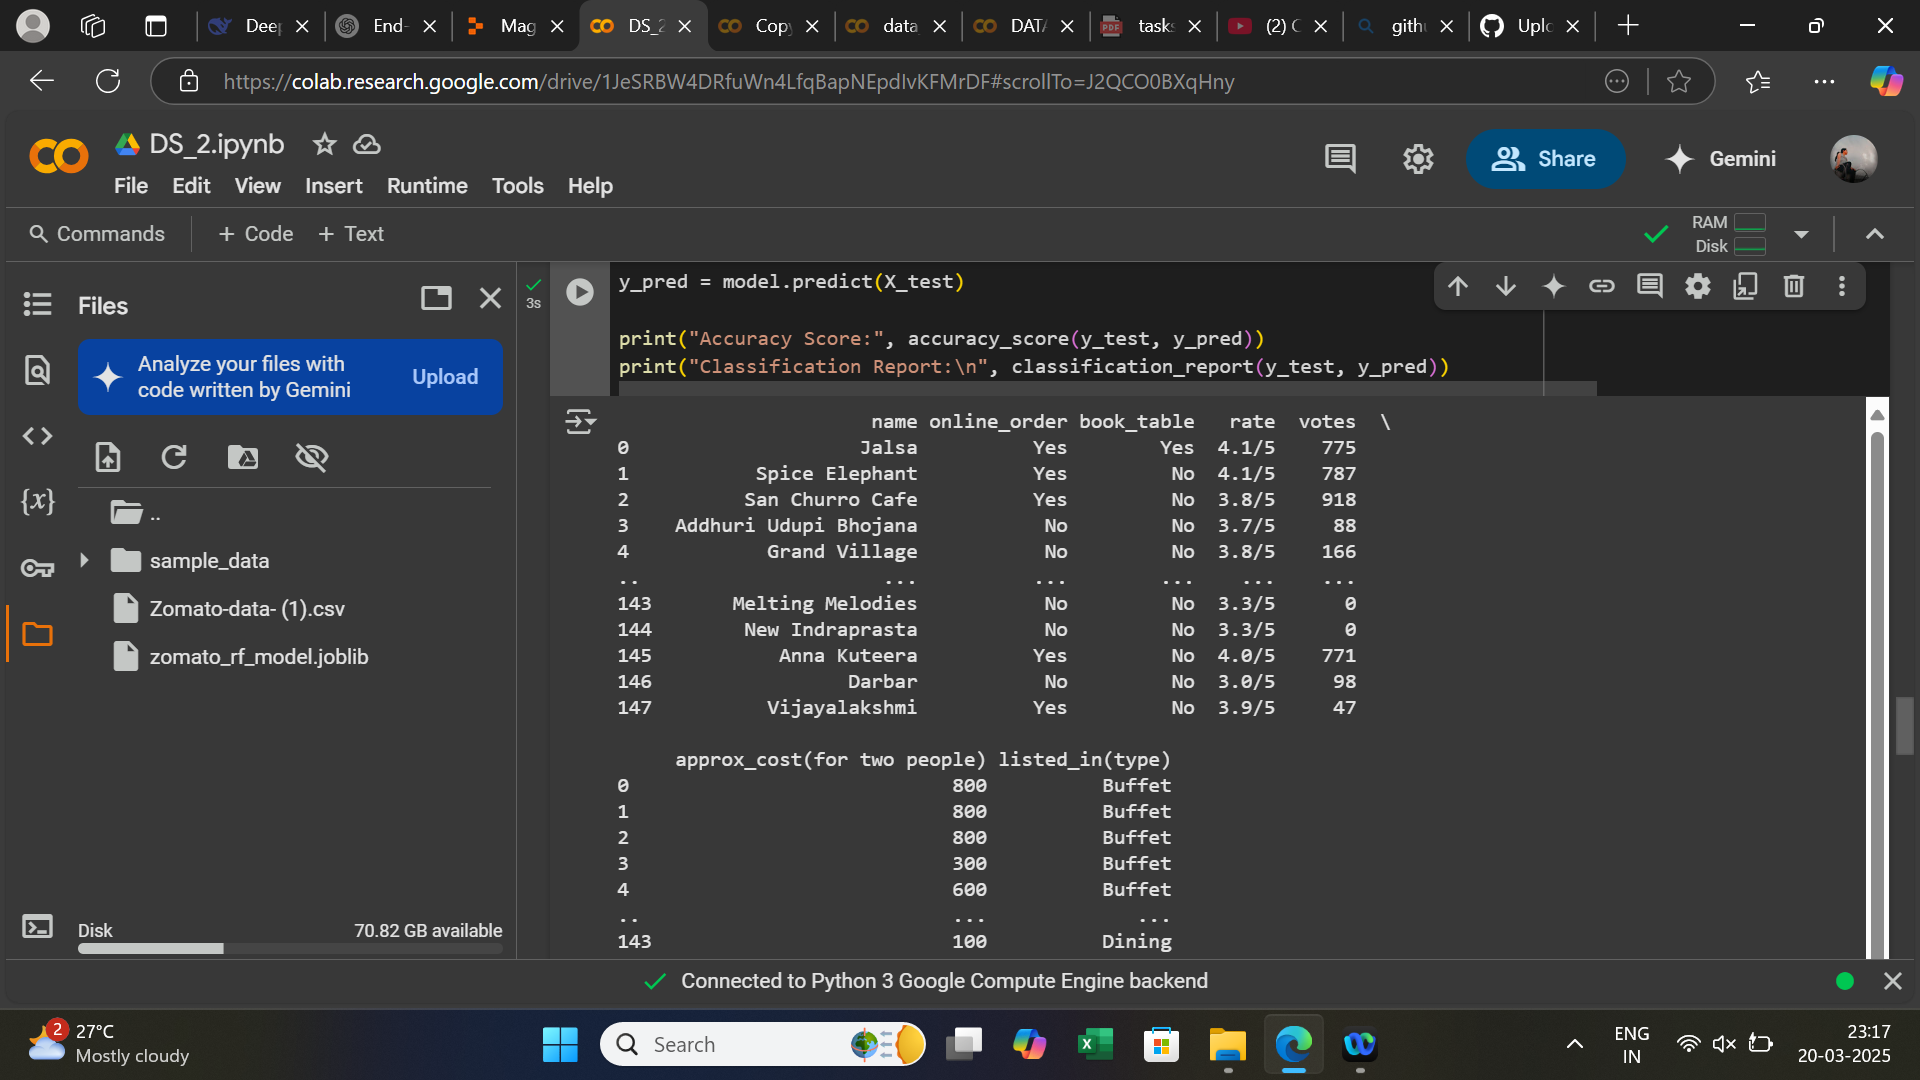 Deep
End-
Mag
DS_2
Copy
data
DATA
tasks
(2) C
gith
Uplo
https://colab.research.google.com/drive/1JeSRBW4DRfuWn4LfqBapNEpdIvKFMrDF#scrollTo=J2QCO0BXqHny
DS_2.ipynb
File Edit View Insert Runtime Tools Help
Share
Gemini
Commands + Code + Text
RAM
Disk
Files
Analyze your files with
code written by Gemini
Upload
..
sample_data
Zomato-data- (1).csv
zomato_rf_model.joblib
Disk 70.82 GB available
3s
y_pred = model.predict(X_test)
print("Accuracy Score:", accuracy_score(y_test, y_pred))
print("Classification Report:\n", classification_report(y_test, y_pred))
name online_order book_table rate votes \
0 Jalsa Yes Yes 4.1/5 775
1 Spice Elephant Yes No 4.1/5 787
2 San Churro Cafe Yes No 3.8/5 918
3 Addhuri Udupi Bhojana No No 3.7/5 88
4 Grand Village No No 3.8/5 166
.. ... ... ... ... ...
143 Melting Melodies No No 3.3/5 0
144 New Indraprasta No No 3.3/5 0
145 Anna Kuteera Yes No 4.0/5 771
146 Darbar No No 3.0/5 98
147 Vijayalakshmi Yes No 3.9/5 47
approx_cost(for two people) listed_in(type)
0 800 Buffet
1 800 Buffet
2 800 Buffet
3 300 Buffet
4 600 Buffet
.. ... ...
143 100 Dining
Connected to Python 3 Google Compute Engine backend
2
27°C
Mostly cloudy
Search
ENG
IN
23:17
20-03-2025